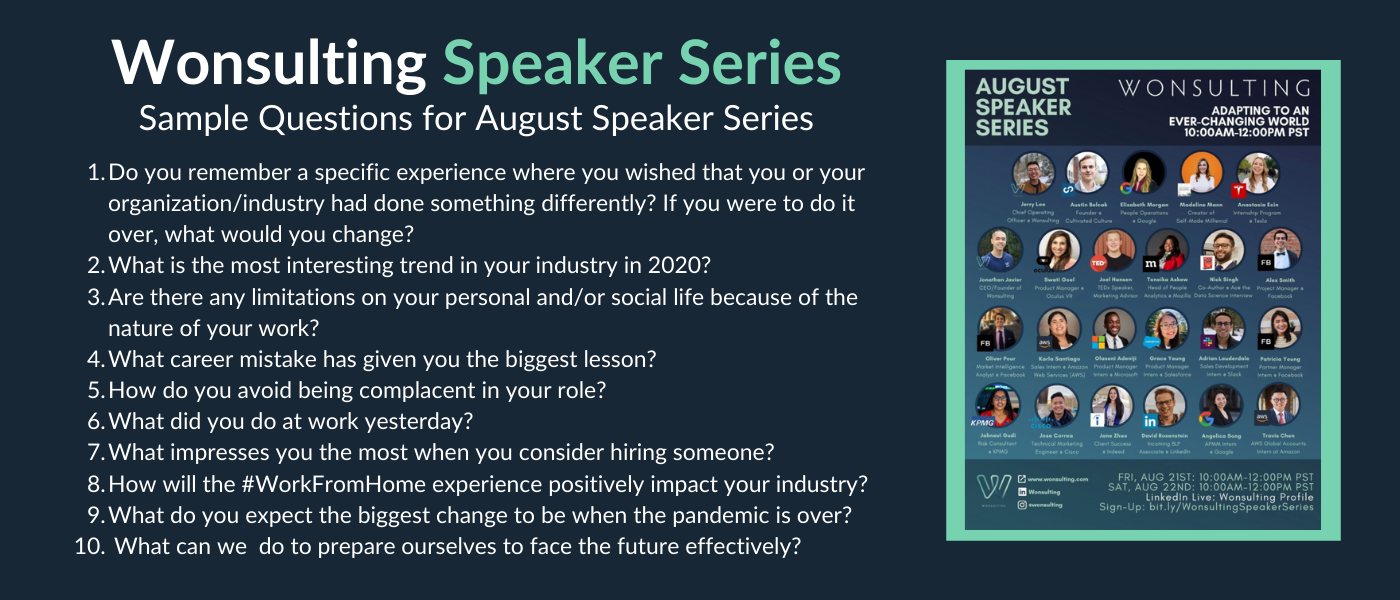 Wonsulting Speaker Series
Sample Questions for August Speaker Series
1. Do you remember a specific experience where you wished that you or your
organization/industry had done something differently? If you were to do it
over, what would you change?
2. What is the most interesting trend in your industry in 2020?
3. Are there any limitations on your personal and/or social life because of the
nature of your work?
4. What career mistake has given you the biggest lesson?
5. How do you avoid being complacent in your role?
6. What did you do at work yesterday?
7. What impresses you the most when you consider hiring someone?
8. How will the #WorkFromHome experience positively impact your industry?
9. What do you expect the biggest change to be when the pandemic is over?
10. What can we  do to prepare ourselves to face the future effectively?
AUGUST
SPEAKER
SERIES
WONSULTING
ADAPTING TO AN
EVER-CHANGING WORLD
10:00AM-12:00PM PST
Jerry Lee
Chief Operating
Officer @ Wonsulting
Austin Belcak
Founder @
Cultivated Culture
Elizabeth Morgan
People Operations
@ Google
Madeline Mann
Creator of
Self-Made Millennial
Internship Program
@ Tesla
Jonathan Javier
CEO/Founder of
Wonsulting
Swati Goel
Product Manager @
Oculus VR
TED
Joel Hansen
TEDx Speaker,
Marketing Advisor
m
Head of People
Analytics @ Mozilla
Nick Singh
Co-Author @ Ace the
Data Science Interview
FB
Alex Smith
Project Manager @
Facebook
FB
Oliver Pour
Market Intelligence
Analyst @ Facebook
aws
Karla Santiago
Sales Intern @ Amazon
Web Services (AWS)
Olaseni Adeniji
Product Manager
Intern @ Microsoft
Grace Yeung
Product Manager
Intern @ Salesforce
Adrian Lauderdale
Sales Development
Intern @ Slack
FB
Patricia Young
Partner Manager
Intern @ Facebook
KPMG
Jahnavi Gudi
Risk Consultant
@ KPMG
Jose Correa
Technical Marketing
Engineer @ Cisco
Jane Zhao
Client Success
@ Indeed
in
David Rosenstein
Incoming BLP
Associate @ LinkedIn
Angelica Song
APMM Intern
@ Google
aws
Travis Chen
AWS Global Accounts
Intern at Amazon
www.wonsulting.com
Wonsulting
@wonsulting
FRI, AUG 21ST: 10:00AM-12:00PM PST
SAT, AUG 22ND: 10:00AM-12:00PM PST
LinkedIn Live: Wonsulting Profile
Sign-Up: bit.ly/WonsultingSpeakerSeries